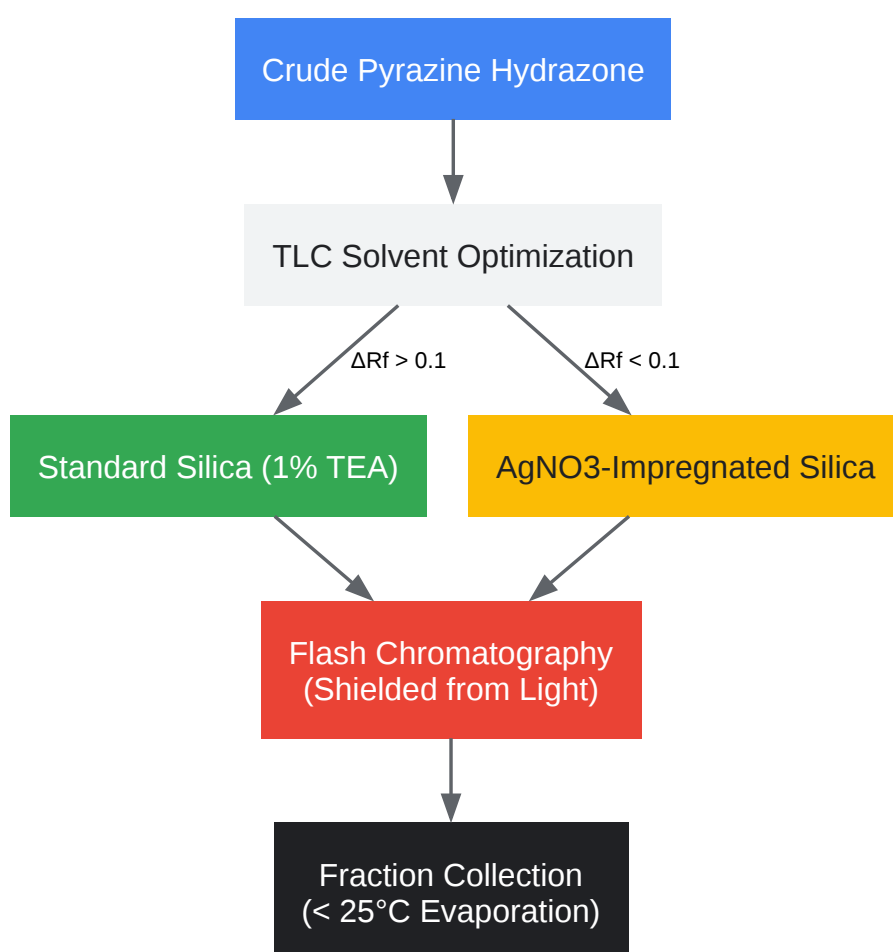 Crude Pyrazine Hydrazone
TLC Solvent Optimization
ΔRf > 0.1
ΔRf < 0.1
Standard Silica (1% TEA)
AgNO3-Impregnated Silica
Flash Chromatography
(Shielded from Light)
Fraction Collection
(< 25°C Evaporation)